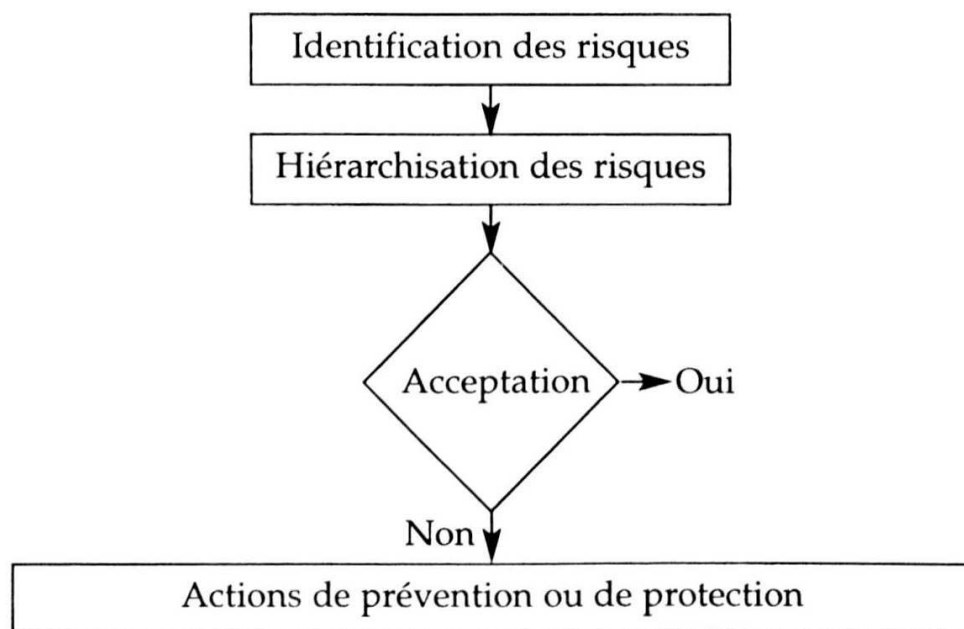 Identification des risques
Hiérarchisation des risques
Acceptation
Oui
Non
Actions de prévention ou de protection